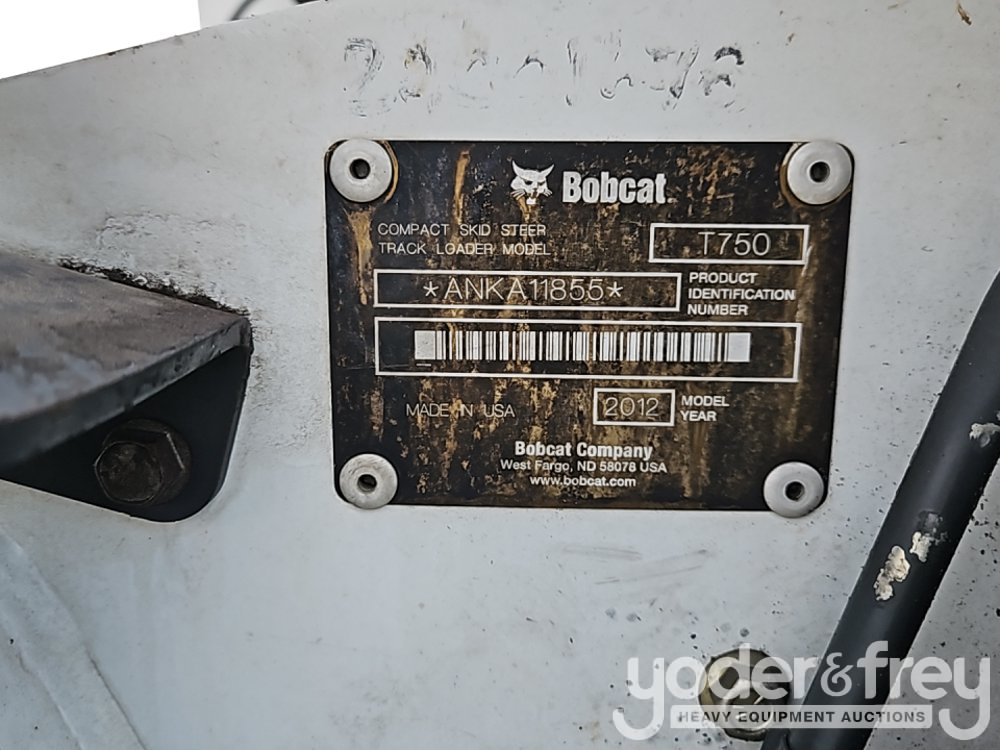 Bobcat
COMPACT SKID STEER
TRACK LOADER MODEL
T750
*ANKA11855*
PRODUCT
IDENTIFICATION
NUMBER
MADE IN USA
2012
MODEL
YEAR
Bobcat Company
West Fargo, ND 58078 USA
www.bobcat.com
yoder&frey
HEAVY EQUIPMENT AUCTIONS